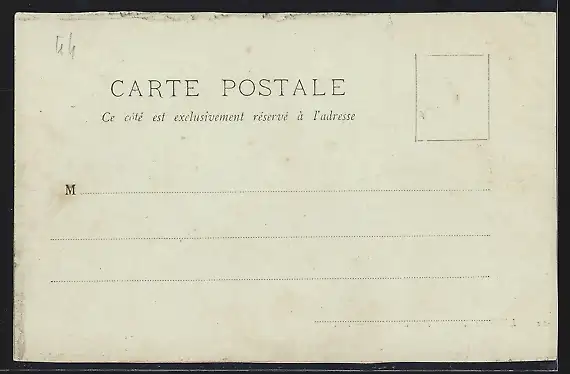 44
CARTE POSTALE
Ce côté est exclusivement réservé à l'adresse
M